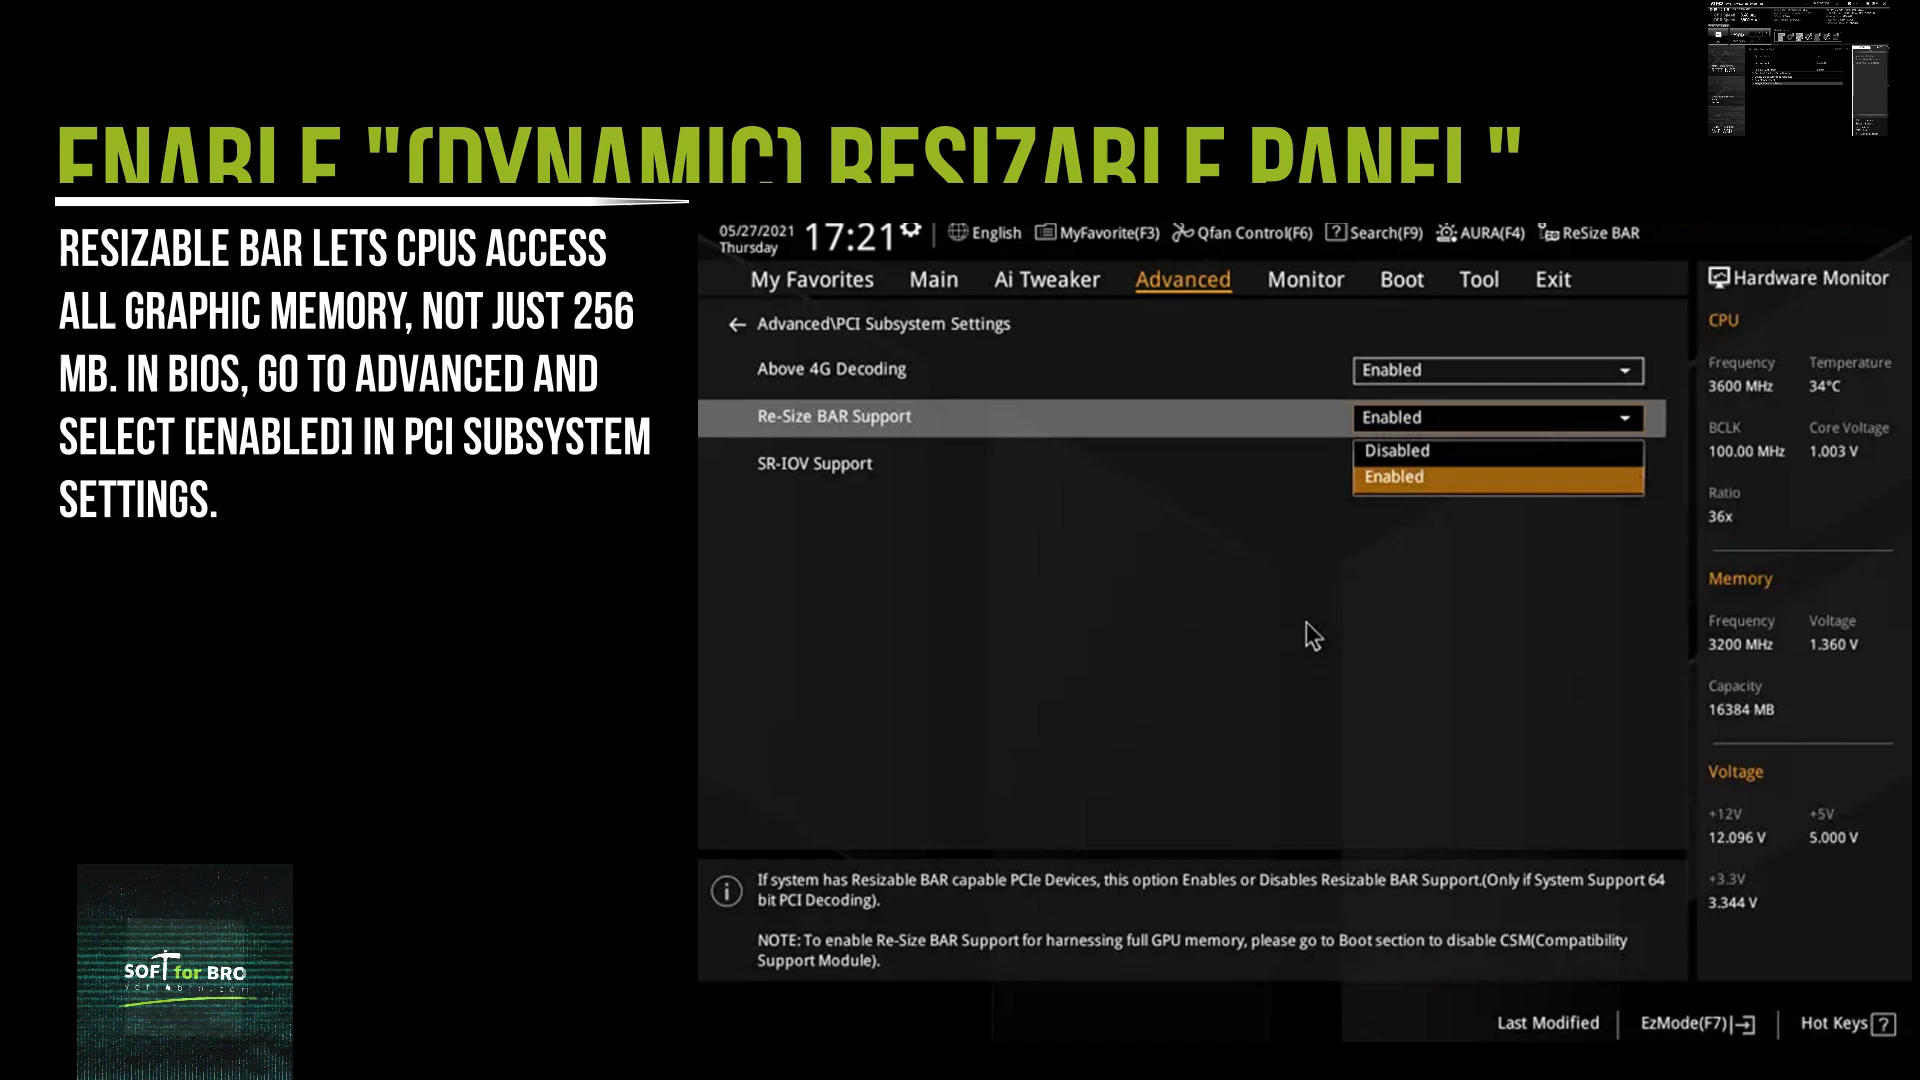 ENABLE "(DYNAMIC) RESIZABLE PANEL"
RESIZABLE BAR LETS CPUS ACCESS
ALL GRAPHIC MEMORY, NOT JUST 256
MB. IN BIOS, GO TO ADVANCED AND
SELECT [ENABLED] IN PCI SUBSYSTEM
SETTINGS.
05/27/2021
Thursday
17:21
English
MyFavorite(F3)
Qfan Control(F6)
Search(F9)
AURA(F4)
ReSize BAR
My Favorites Main Ai Tweaker Advanced Monitor Boot Tool Exit
Advanced\PCI Subsystem Settings
Above 4G Decoding Enabled
Re-Size BAR Support Enabled
Disabled
SR-IOV Support
Enabled
If system has Resizable BAR capable PCIe Devices, this option Enables or Disables Resizable BAR Support.(Only if System Support 64
bit PCI Decoding).
NOTE: To enable Re-Size BAR Support for harnessing full GPU memory, please go to Boot section to disable CSM(Compatibility
Support Module).
Hardware Monitor
CPU
Frequency Temperature
3600 MHz 34°C
BCLK Core Voltage
100.00 MHz 1.003 V
Ratio
36x
Memory
Frequency Voltage
3200 MHz 1.360 V
Capacity
16384 MB
Voltage
+12V +5V
12.096 V 5.000 V
+3.3V
3.344 V
Last Modified
EzMode(F7)
Hot Keys ?
SOFT for BRO